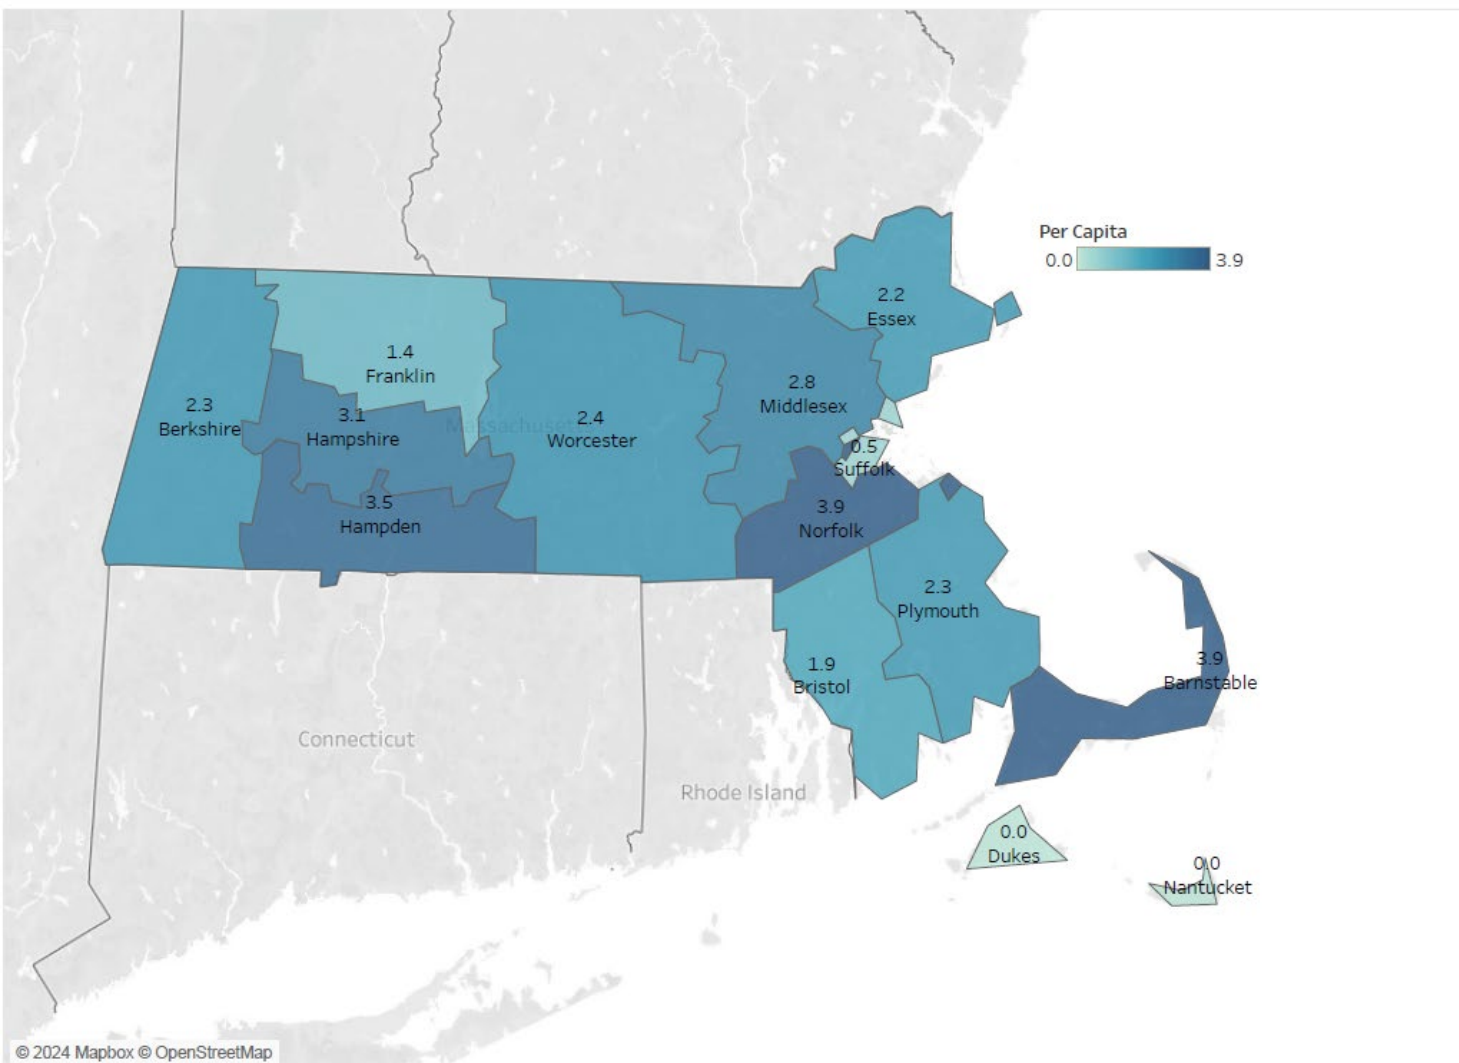 Per Capita
0.0 3.9
2.2
Essex
1.4
Franklin
2.8
Middlesex
2.3
Berkshire
3.1
Hampshire
Massachusetts
2.4
Worcester
0.5
Suffolk
3.5
Hampden
3.9
Norfolk
2.3
Plymouth
1.9
Bristol
3.9
Barnstable
Connecticut
Rhode Island
0.0
Dukes
0.0
Nantucket
© 2024 Mapbox © OpenStreetMap